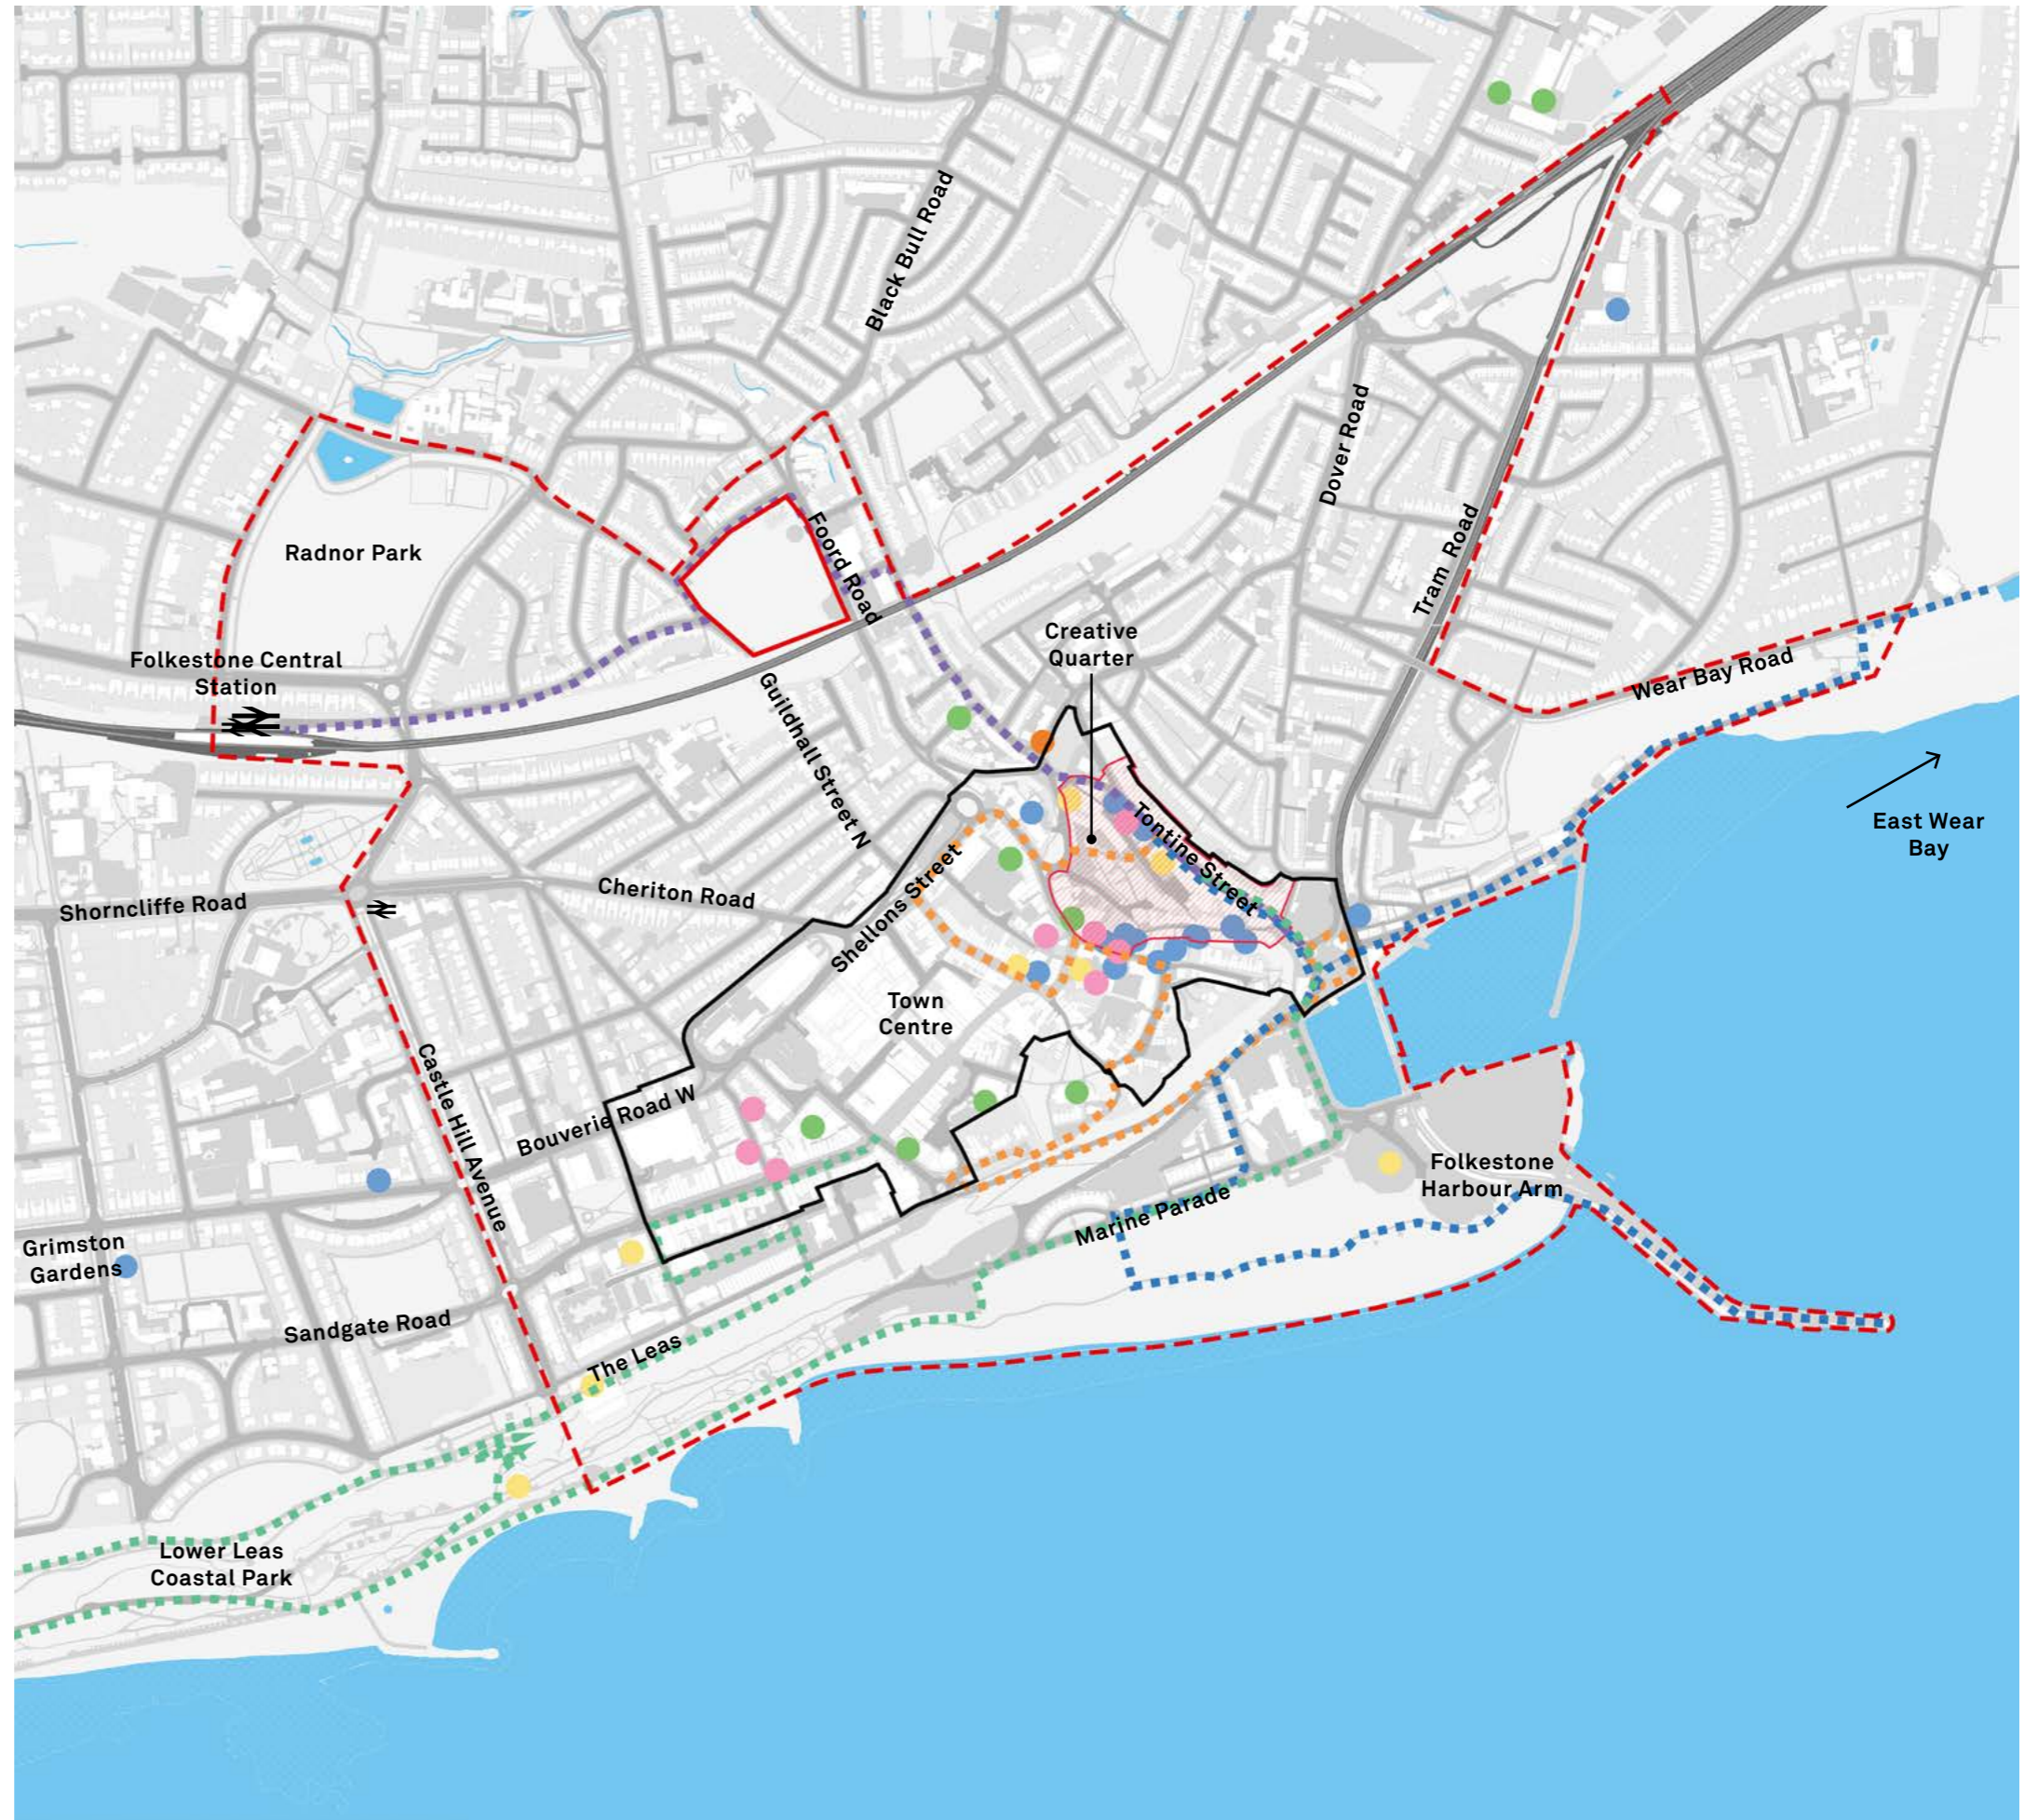 Black Bull Road
Dover Road
Radnor Park
Foord Road
Tram Road
Creative
Quarter
Folkestone Central
Station
Wear Bay Road
Guildhall Street N
Tontine Street
East Wear
Bay
Shorncliffe Road
Cheriton Road
Shellons Street
Town
Centre
Castle Hill Avenue
Bouverie Road W
Folkestone
Harbour Arm
Marine Parade
Grimston
Gardens
Sandgate Road
The Leas
Lower Leas
Coastal Park